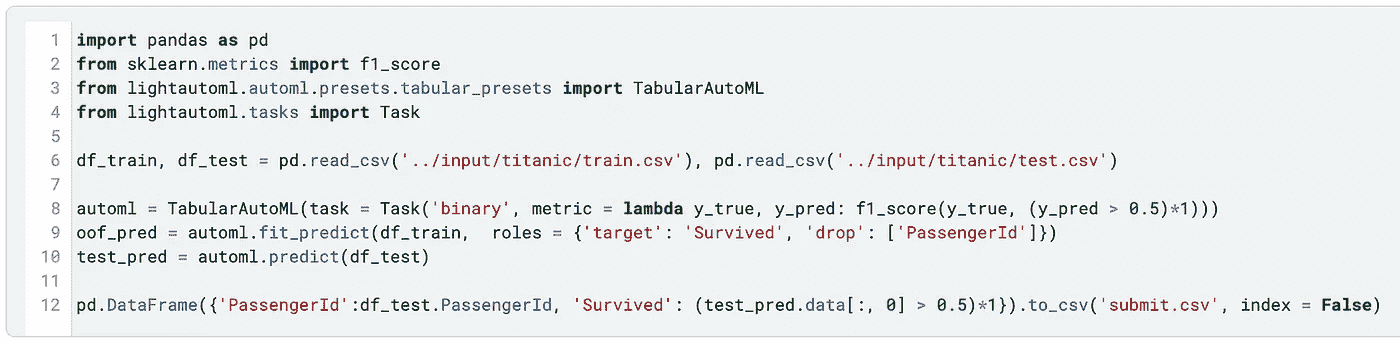 1 import pandas as pd
2 from sklearn.metrics import f1_score
3 from lightautoml.automl.presets.tabular_presets import TabularAutoML
4 from lightautoml.tasks import Task
5
6 df_train, df_test = pd.read_csv('../input/titanic/train.csv'), pd.read_csv('../input/titanic/test.csv')
7
8 automl = TabularAutoML(task = Task('binary', metric = lambda y_true, y_pred: f1_score(y_true, (y_pred > 0.5)*1)))
9 oof_pred = automl.fit_predict(df_train,  roles = {'target': 'Survived', 'drop': ['PassengerId']})
10 test_pred = automl.predict(df_test)
11
12 pd.DataFrame({'PassengerId':df_test.PassengerId, 'Survived': (test_pred.data[:, 0] > 0.5)*1}).to_csv('submit.csv', index = False)